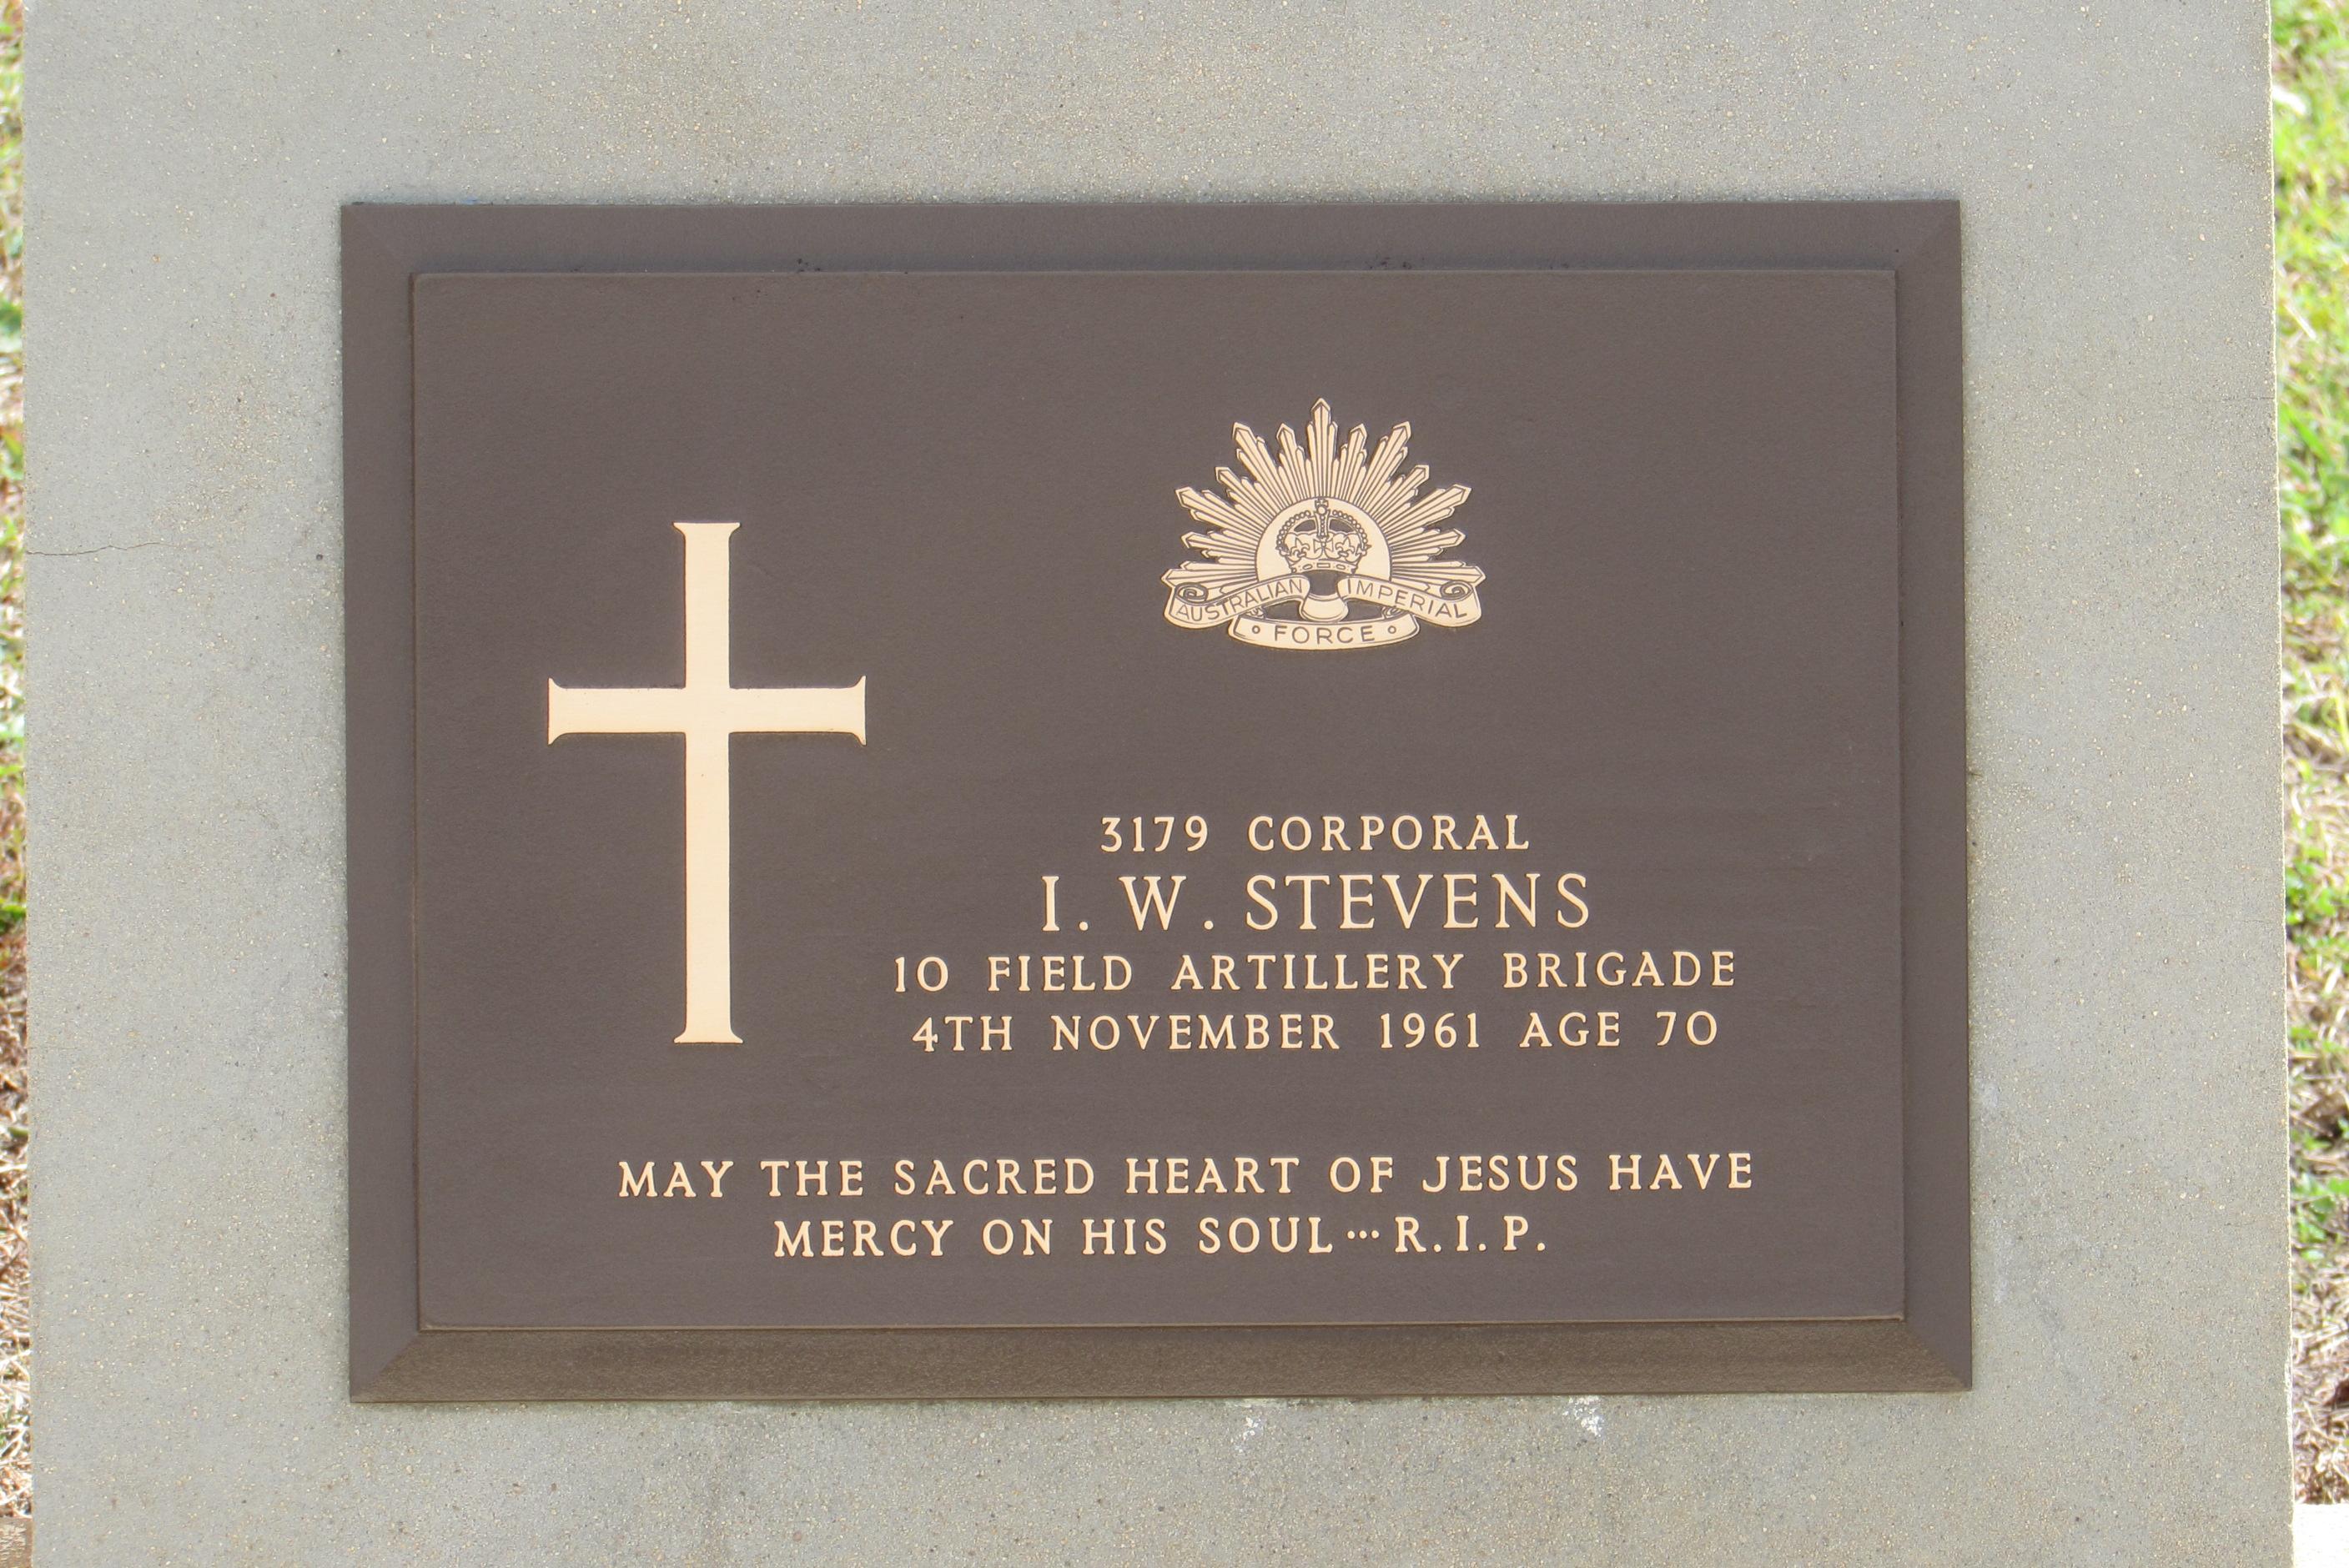 AUSTRALIAN IMPERIAL
FORCE
3179 CORPORAL
I. W. STEVENS
10 FIELD ARTILLERY BRIGADE
4TH NOVEMBER 1961 AGE 70
MAY THE SACRED HEART OF JESUS HAVE
MERCY ON HIS SOUL ··· R.I.P.